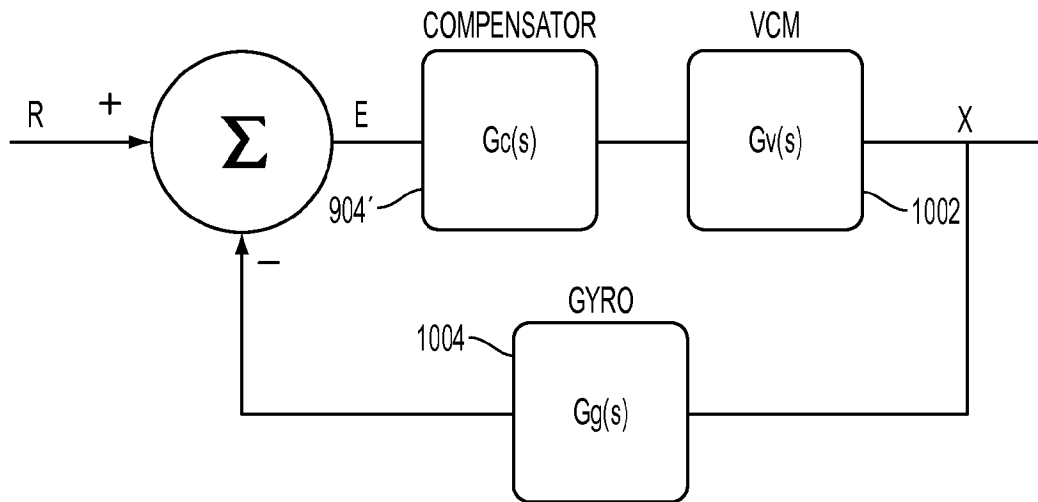 COMPENSATOR
VCM
R
+
Σ
E
Gc(s)
Gv(s)
X
904´
1002
−
GYRO
1004
Gg(s)